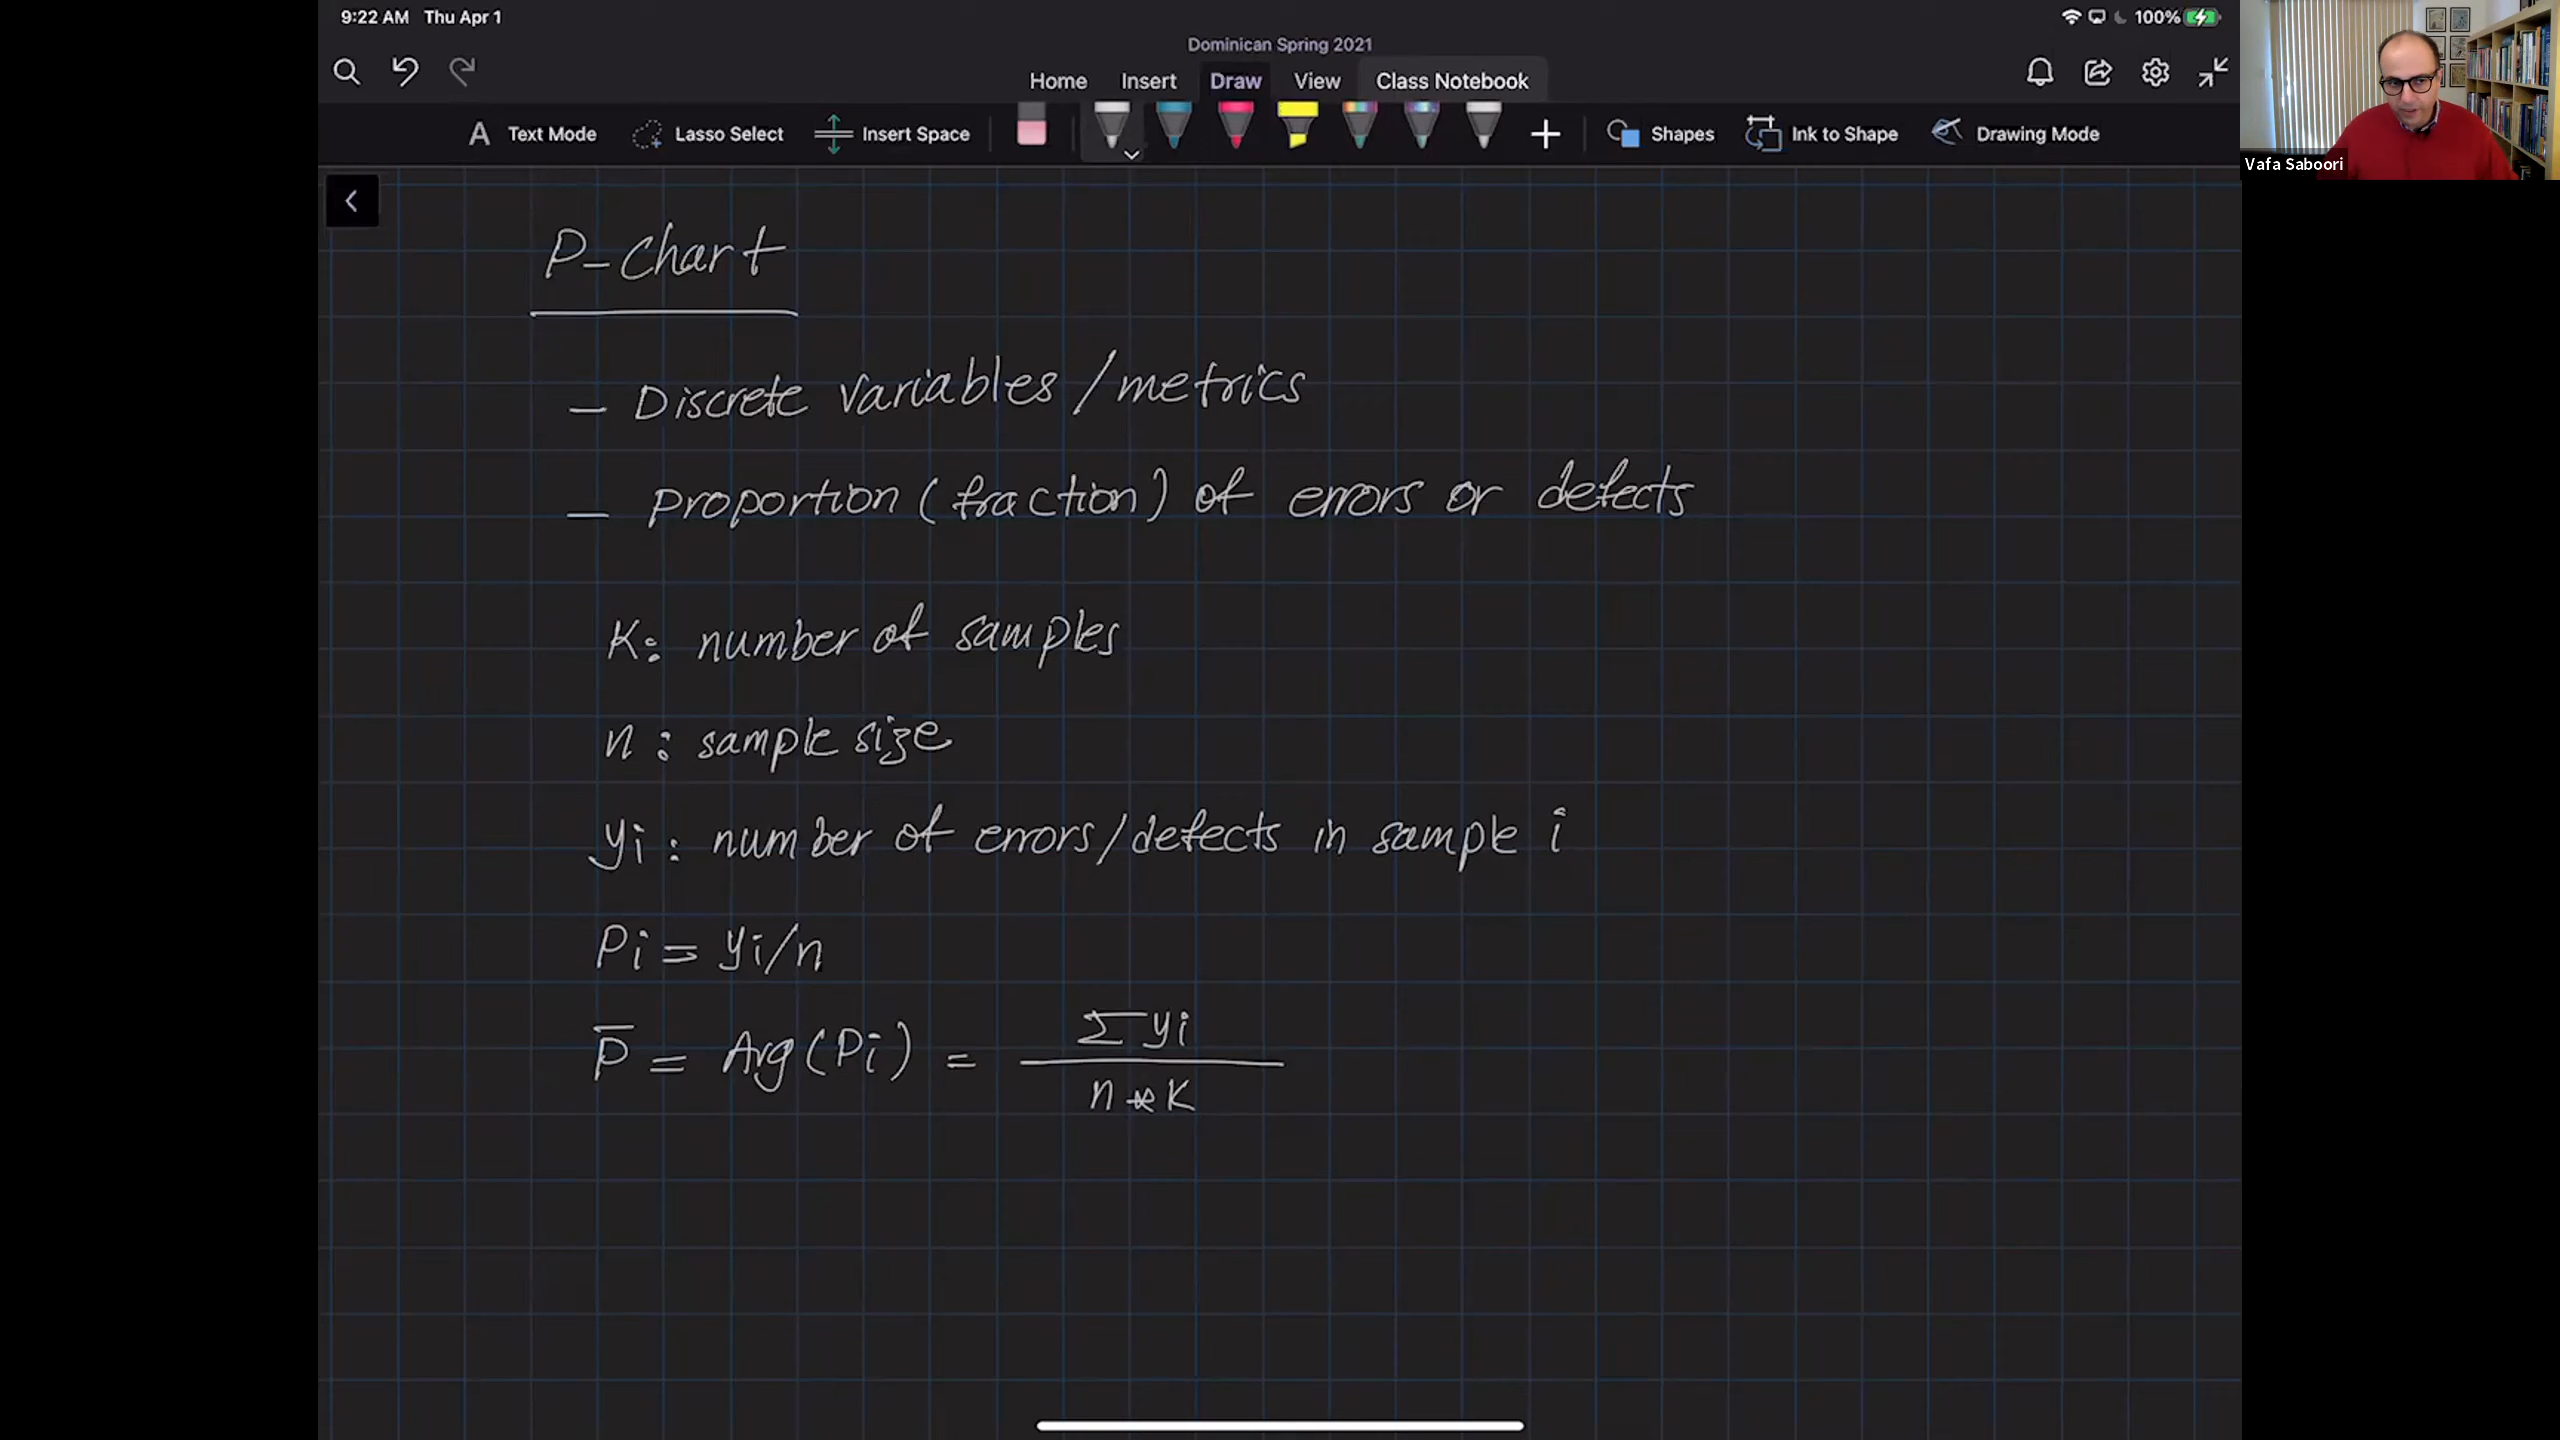 9:22 AM Thu Apr 1
100%
Dominican Spring 2021
Home Insert Draw View Class Notebook
A Text Mode Lasso Select Insert Space Shapes Ink to Shape Drawing Mode
Vafa Saboori
P-Chart
- Discrete variables/metrics
- Proportion (fraction) of errors or defects
K: number of samples
n: sample size
yi: number of errors/defects in sample i
Pi = yi/n
P̅ = Avg(Pi) = Σyi / n*K